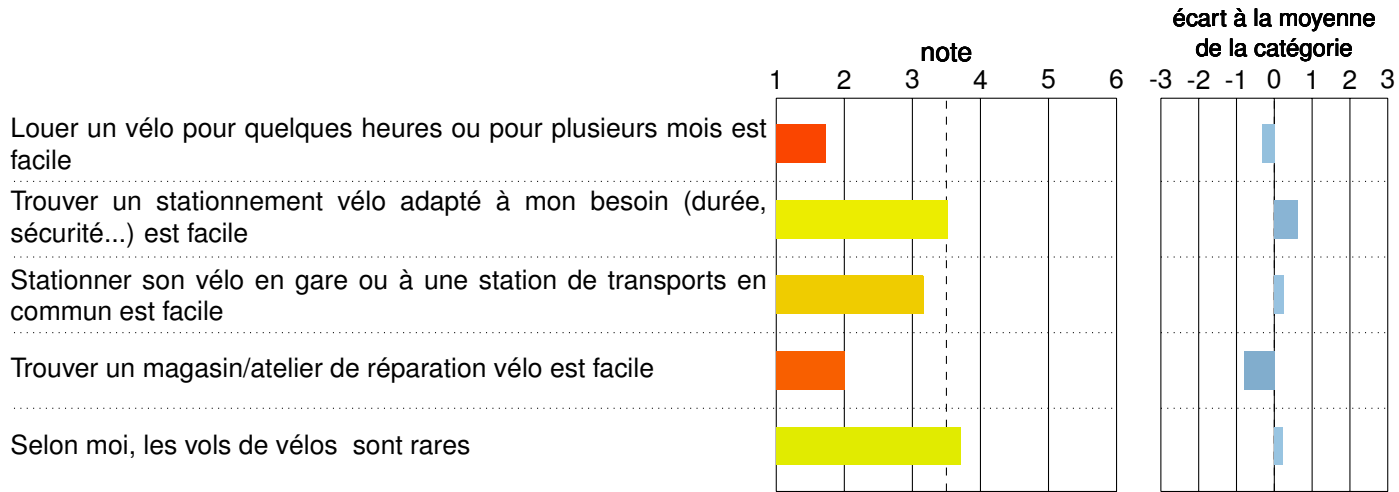 écart à la moyenne
note de la catégorie
1 2 3 4 5 6 -3 -2 -1 0 1 2 3
Louer un vélo pour quelques heures ou pour plusieurs mois est
facile
Trouver un stationnement vélo adapté à mon besoin (durée,
sécurité...) est facile
Stationner son vélo en gare ou à une station de transports en
commun est facile
Trouver un magasin/atelier de réparation vélo est facile
Selon moi, les vols de vélos sont rares